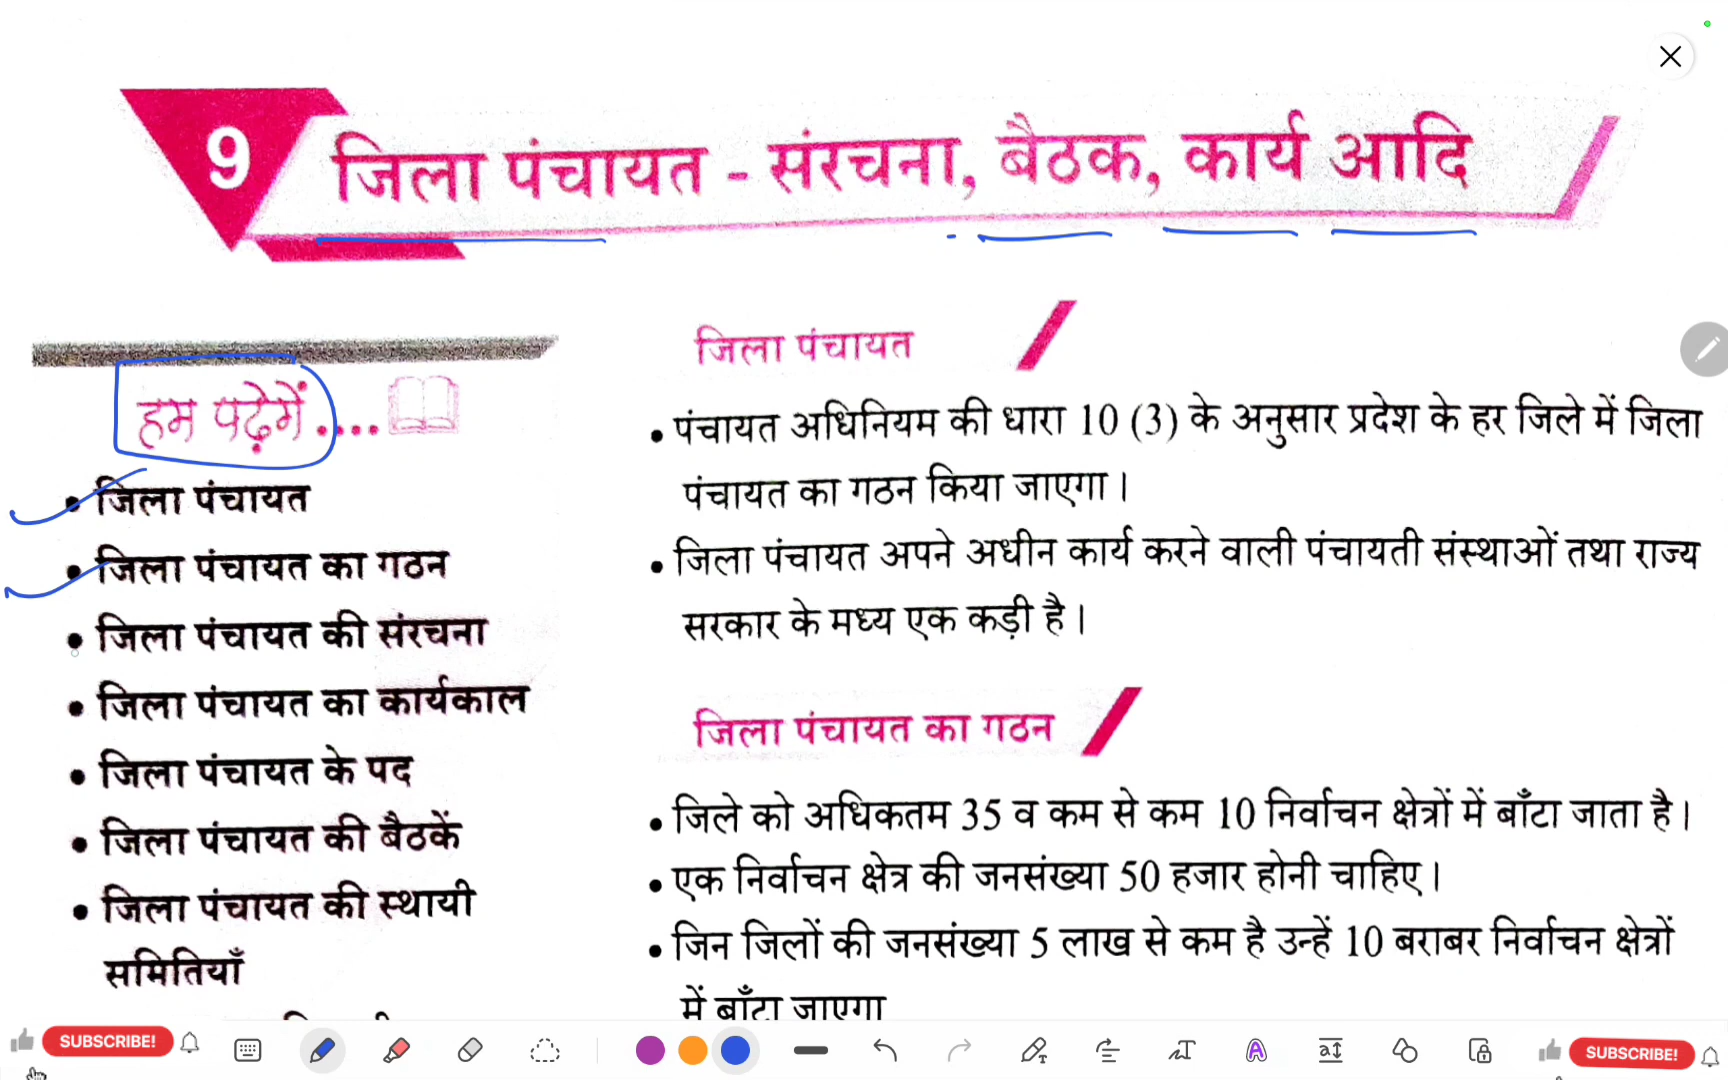 9
जिला पंचायत - संरचना, बैठक, कार्य आदि
हम पढ़ेगें....
• जिला पंचायत
• जिला पंचायत का गठन
• जिला पंचायत की संरचना
• जिला पंचायत का कार्यकाल
• जिला पंचायत के पद
• जिला पंचायत की बैठकें
• जिला पंचायत की स्थायी
समितियाँ
जिला पंचायत
• पंचायत अधिनियम की धारा 10 (3) के अनुसार प्रदेश के हर जिले में जिला
पंचायत का गठन किया जाएगा।
• जिला पंचायत अपने अधीन कार्य करने वाली पंचायती संस्थाओं तथा राज्य
सरकार के मध्य एक कड़ी है।
जिला पंचायत का गठन
• जिले को अधिकतम 35 व कम से कम 10 निर्वाचन क्षेत्रों में बाँटा जाता है।
• एक निर्वाचन क्षेत्र की जनसंख्या 50 हजार होनी चाहिए।
• जिन जिलों की जनसंख्या 5 लाख से कम है उन्हें 10 बराबर निर्वाचन क्षेत्रों
में बाँटा जाएगा
SUBSCRIBE!
SUBSCRIBE!